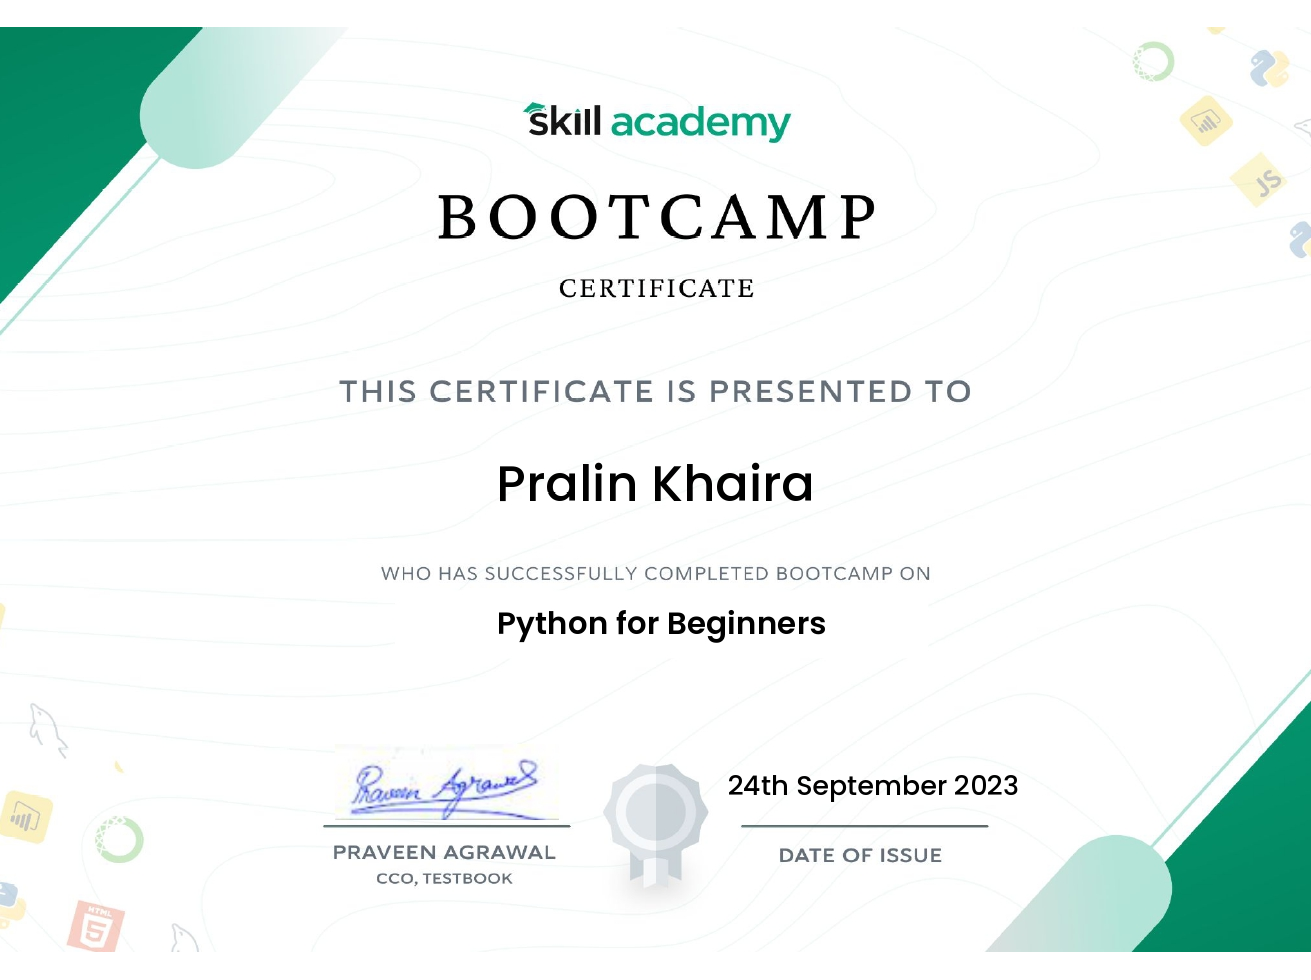 skill academy
BOOTCAMP
CERTIFICATE
THIS CERTIFICATE IS PRESENTED TO
Pralin Khaira
WHO HAS SUCCESSFULLY COMPLETED BOOTCAMP ON
Python for Beginners
Praveen Agrawal
24th September 2023
PRAVEEN AGRAWAL
DATE OF ISSUE
CCO, TESTBOOK
JS
HTML
5